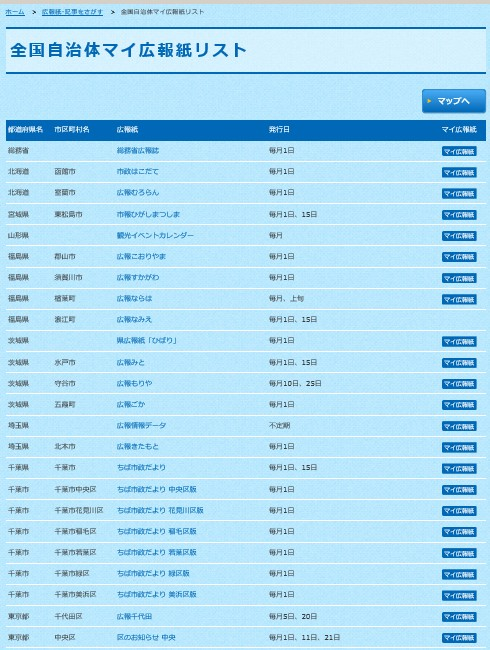 ホーム > 広報紙・記事をさがす > 全国自治体マイ広報紙リスト
全国自治体マイ広報紙リスト
マップへ
都道府県名 市区町村名 広報紙 発行日 マイ広報紙
総務省 総務省広報誌 毎月1日 マイ広報紙
北海道 函館市 市政はこだて 毎月1日 マイ広報紙
北海道 室蘭市 広報むろらん 毎月1日 マイ広報紙
宮城県 東松島市 市報ひがしまつしま 毎月1日、15日 マイ広報紙
山形県 観光イベントカレンダー 毎月 マイ広報紙
福島県 郡山市 広報こおりやま 毎月1日 マイ広報紙
福島県 須賀川市 広報すかがわ 毎月1日 マイ広報紙
福島県 楢葉町 広報ならは 毎月、上旬 マイ広報紙
福島県 浪江町 広報なみえ 毎月1日、15日
茨城県 県広報紙「ひばり」 毎月1日 マイ広報紙
茨城県 水戸市 広報みと 毎月1日、15日 マイ広報紙
茨城県 守谷市 広報もりや 毎月10日、25日 マイ広報紙
茨城県 五霞町 広報ごか 毎月1日 マイ広報紙
埼玉県 広報情報データ 不定期 マイ広報紙
埼玉県 北本市 広報きたもと 毎月1日 マイ広報紙
千葉県 千葉市 ちば市政だより 毎月1日、15日 マイ広報紙
千葉市 千葉市中央区 ちば市政だより 中央区版 毎月1日 マイ広報紙
千葉市 千葉市花見川区 ちば市政だより 花見川区版 毎月1日 マイ広報紙
千葉市 千葉市稲毛区 ちば市政だより 稲毛区版 毎月1日 マイ広報紙
千葉市 千葉市若葉区 ちば市政だより 若葉区版 毎月1日 マイ広報紙
千葉市 千葉市緑区 ちば市政だより 緑区版 毎月1日 マイ広報紙
千葉市 千葉市美浜区 ちば市政だより 美浜区版 毎月1日 マイ広報紙
東京都 千代田区 広報千代田 毎月5日、20日 マイ広報紙
東京都 中央区 区のお知らせ 中央 毎月1日、11日、21日 マイ広報紙